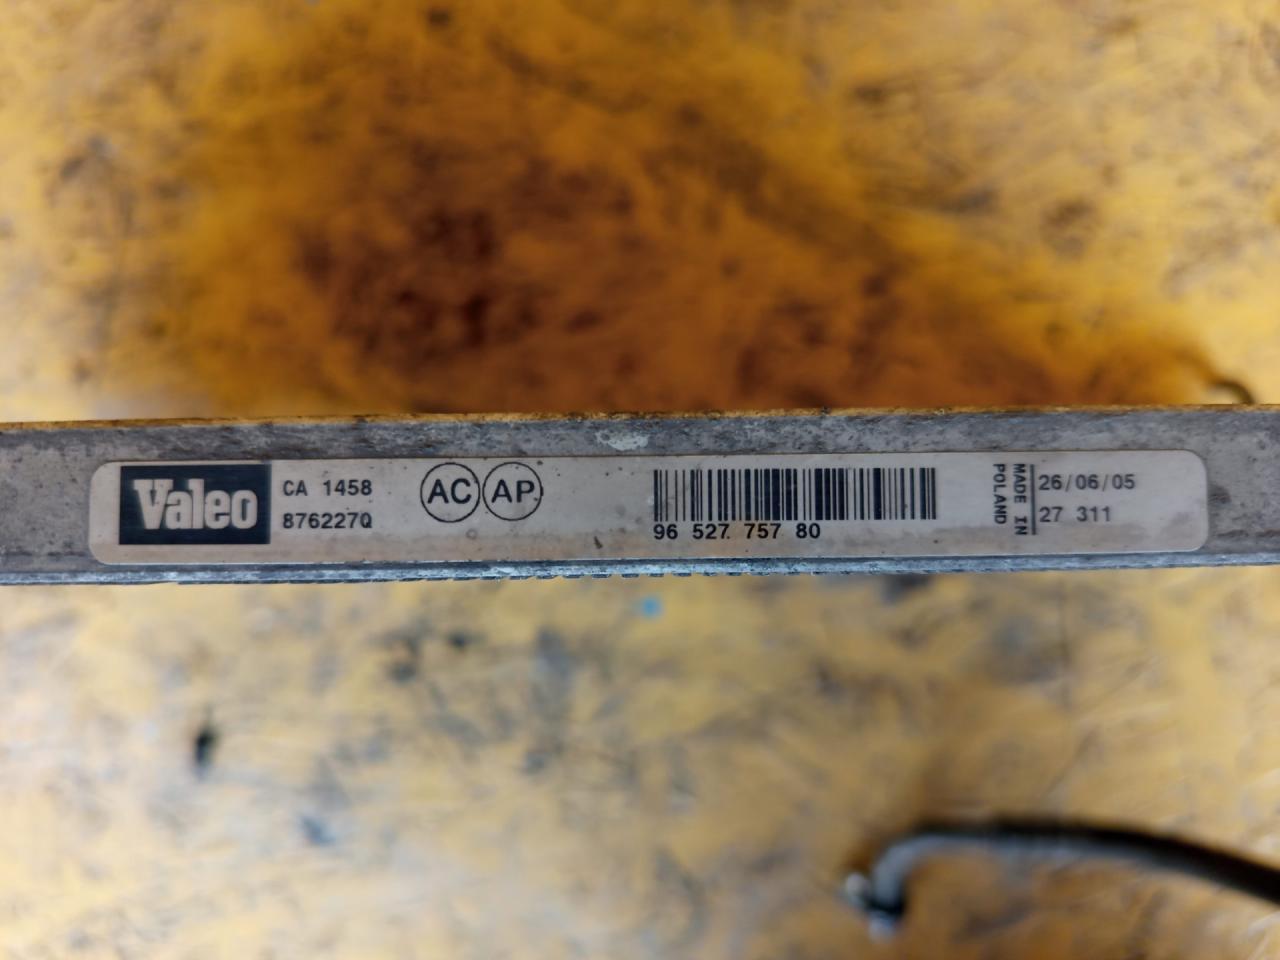 Valeo
CA 1458
876227Q
AC AP
96 527 757 80
MADE IN
POLAND
26/06/05
27 311